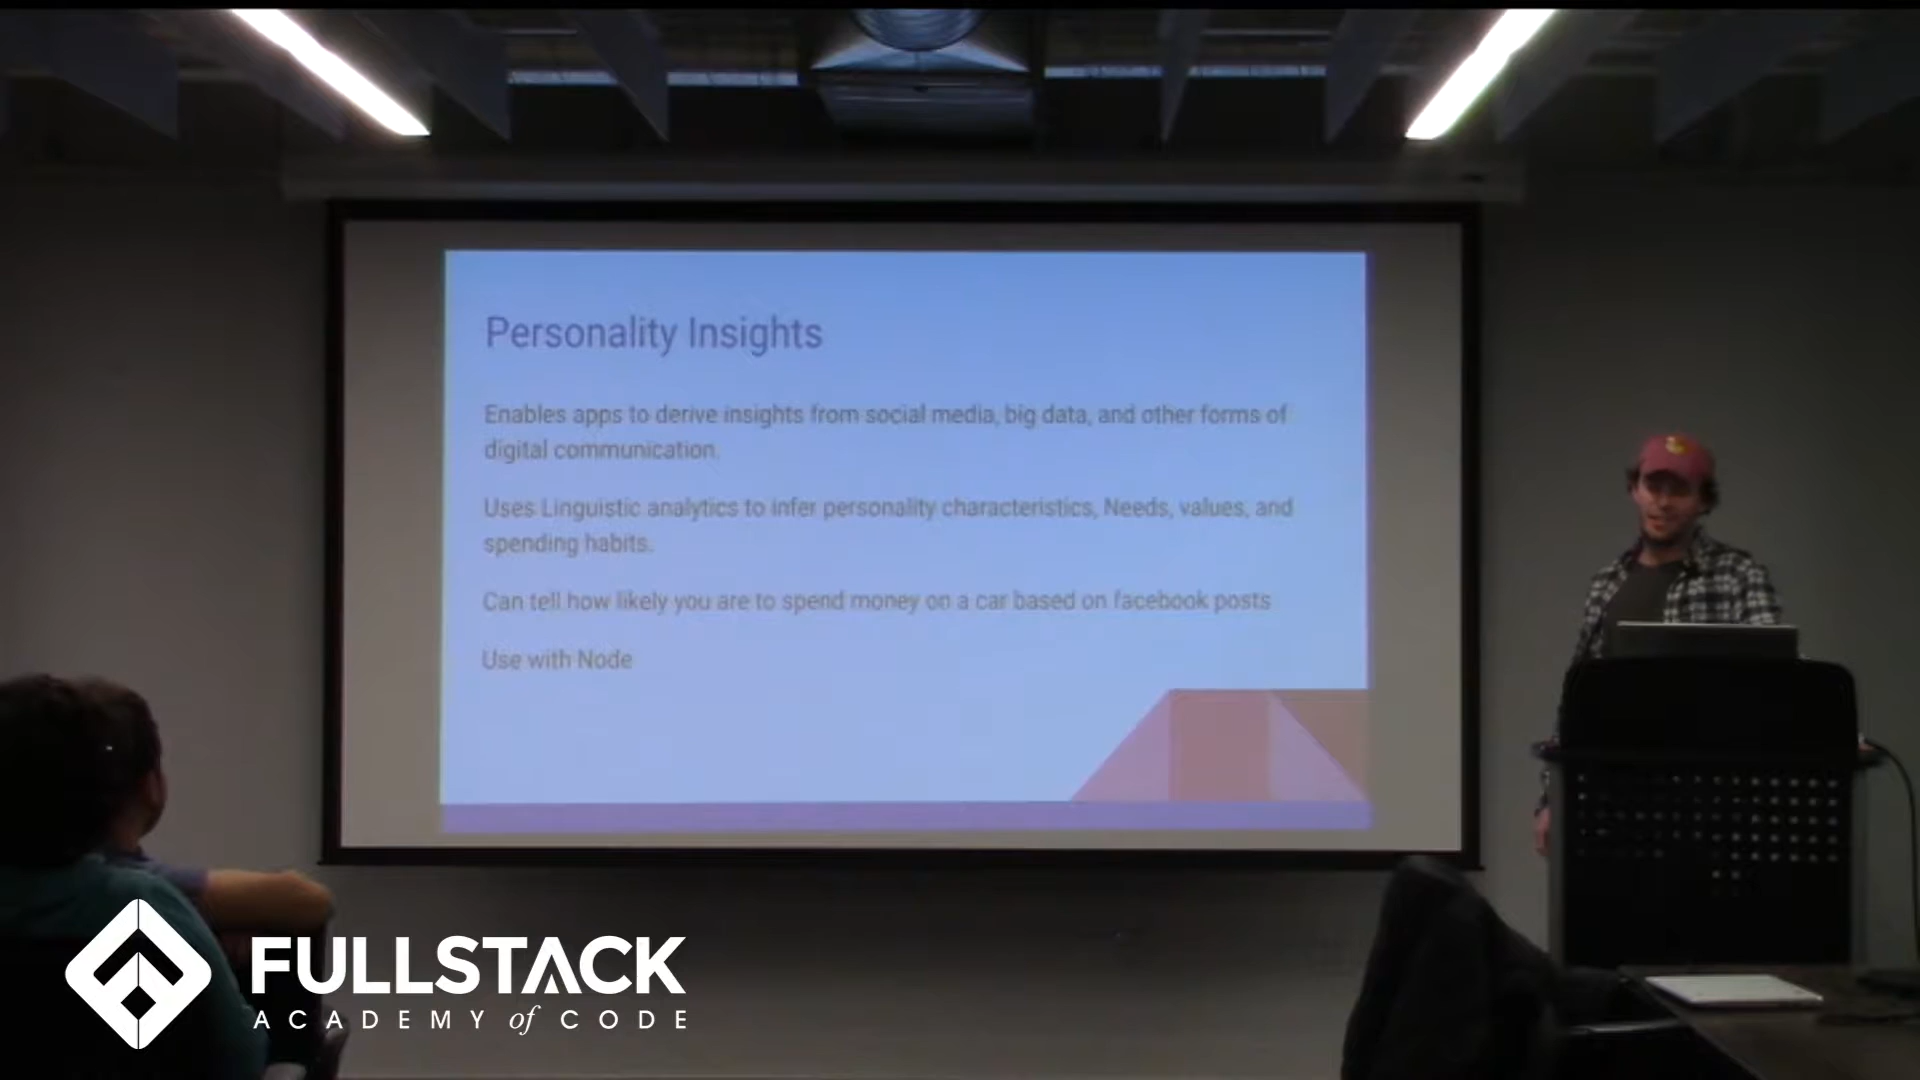 Personality Insights
Enables apps to derive insights from social media, big data, and other forms of
digital communication.
Uses Linguistic analytics to infer personality characteristics, Needs, values, and
spending habits.
Can tell how likely you are to spend money on a car based on facebook posts
Use with Node
FULLSTACK
ACADEMY of CODE